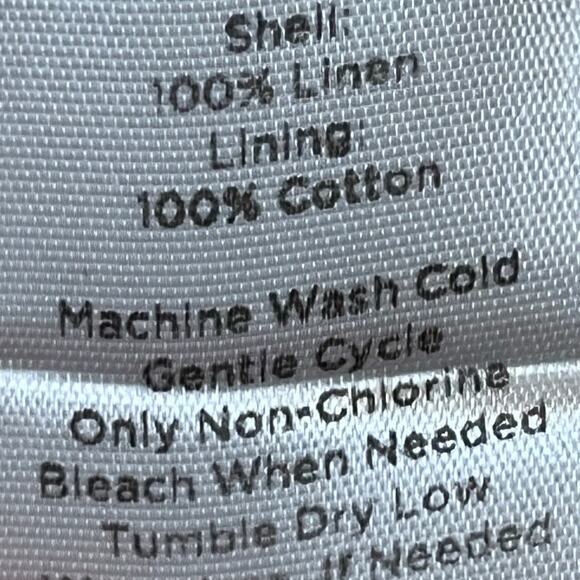 Shell:
100% Linen
Lining:
100% Cotton
Machine Wash Cold
Gentle Cycle
Only Non-Chlorine
Bleach When Needed
Tumble Dry Low
If Needed